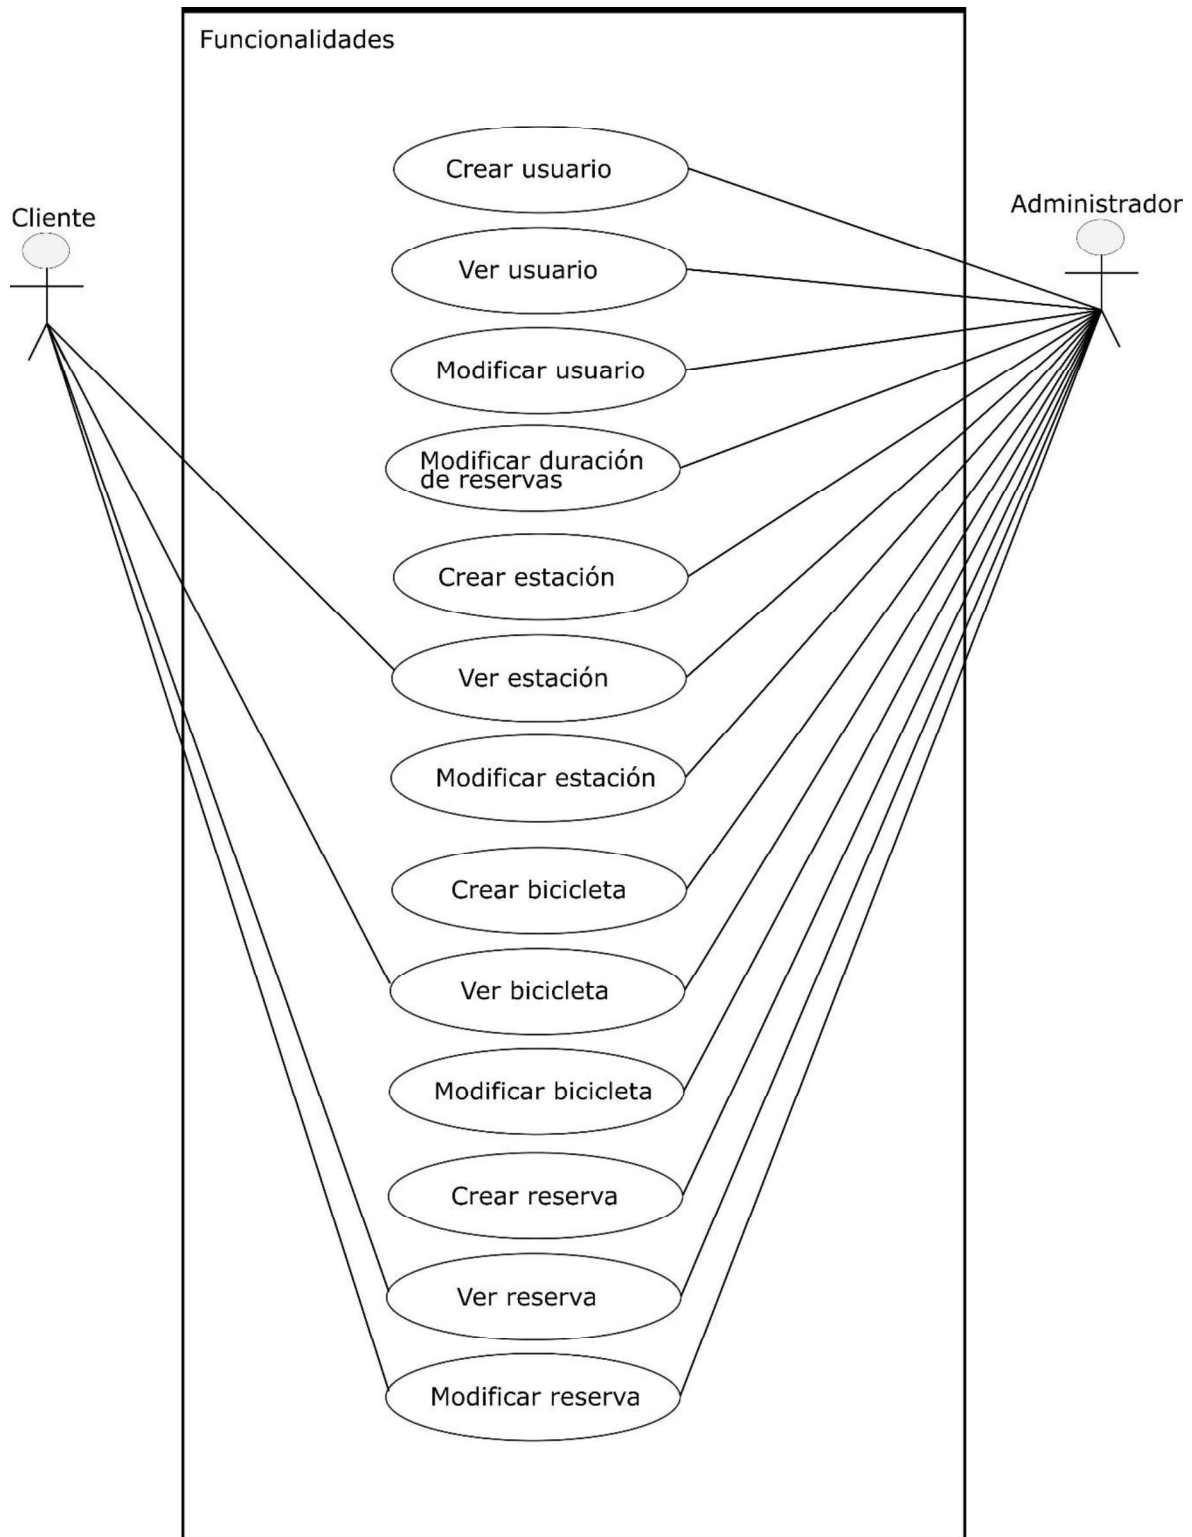 Funcionalidades
Crear usuario
Cliente
Administrador
Ver usuario
Modificar usuario
Modificar duración
de reservas
Crear estación
Ver estación
Modificar estación
Crear bicicleta
Ver bicicleta
Modificar bicicleta
Crear reserva
Ver reserva
Modificar reserva